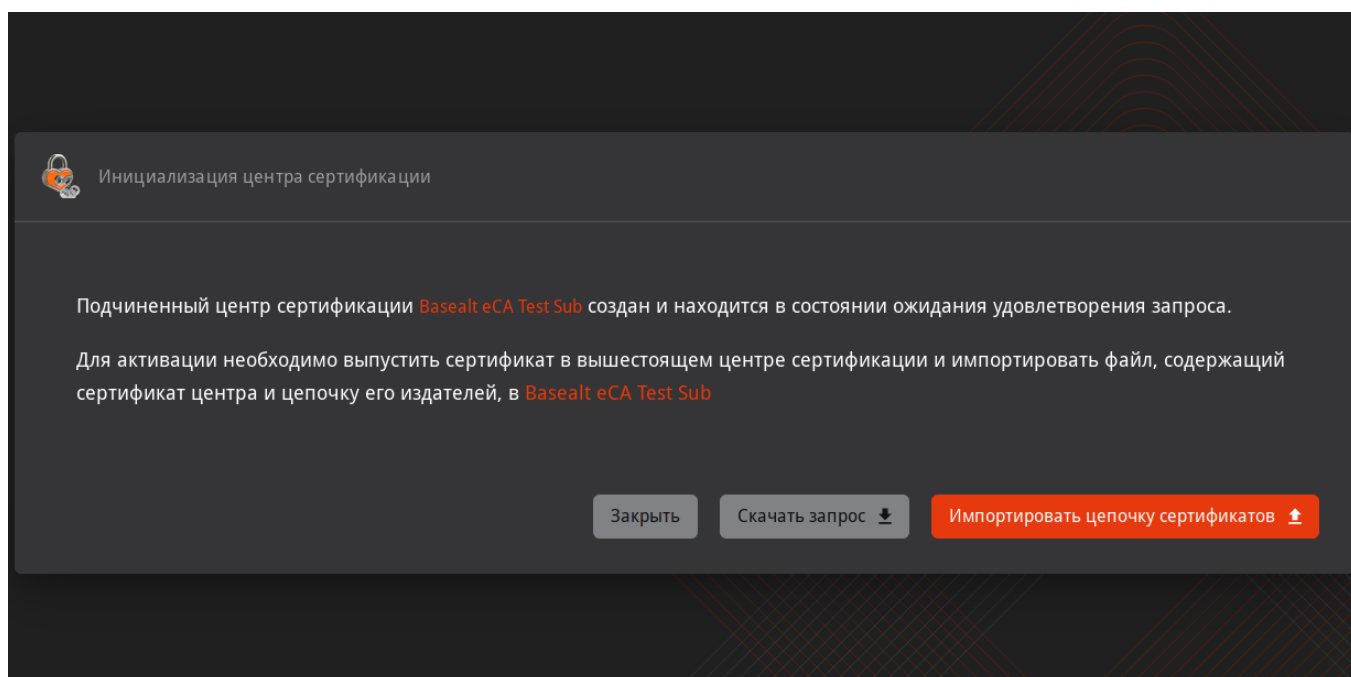 Инициализация центра сертификации
Подчиненный центр сертификации Basealt eCA Test Sub создан и находится в состоянии ожидания удовлетворения запроса.
Для активации необходимо выпустить сертификат в вышестоящем центре сертификации и импортировать файл, содержащий
сертификат центра и цепочку его издателей, в Basealt eCA Test Sub
Закрыть
Скачать запрос
Импортировать цепочку сертификатов